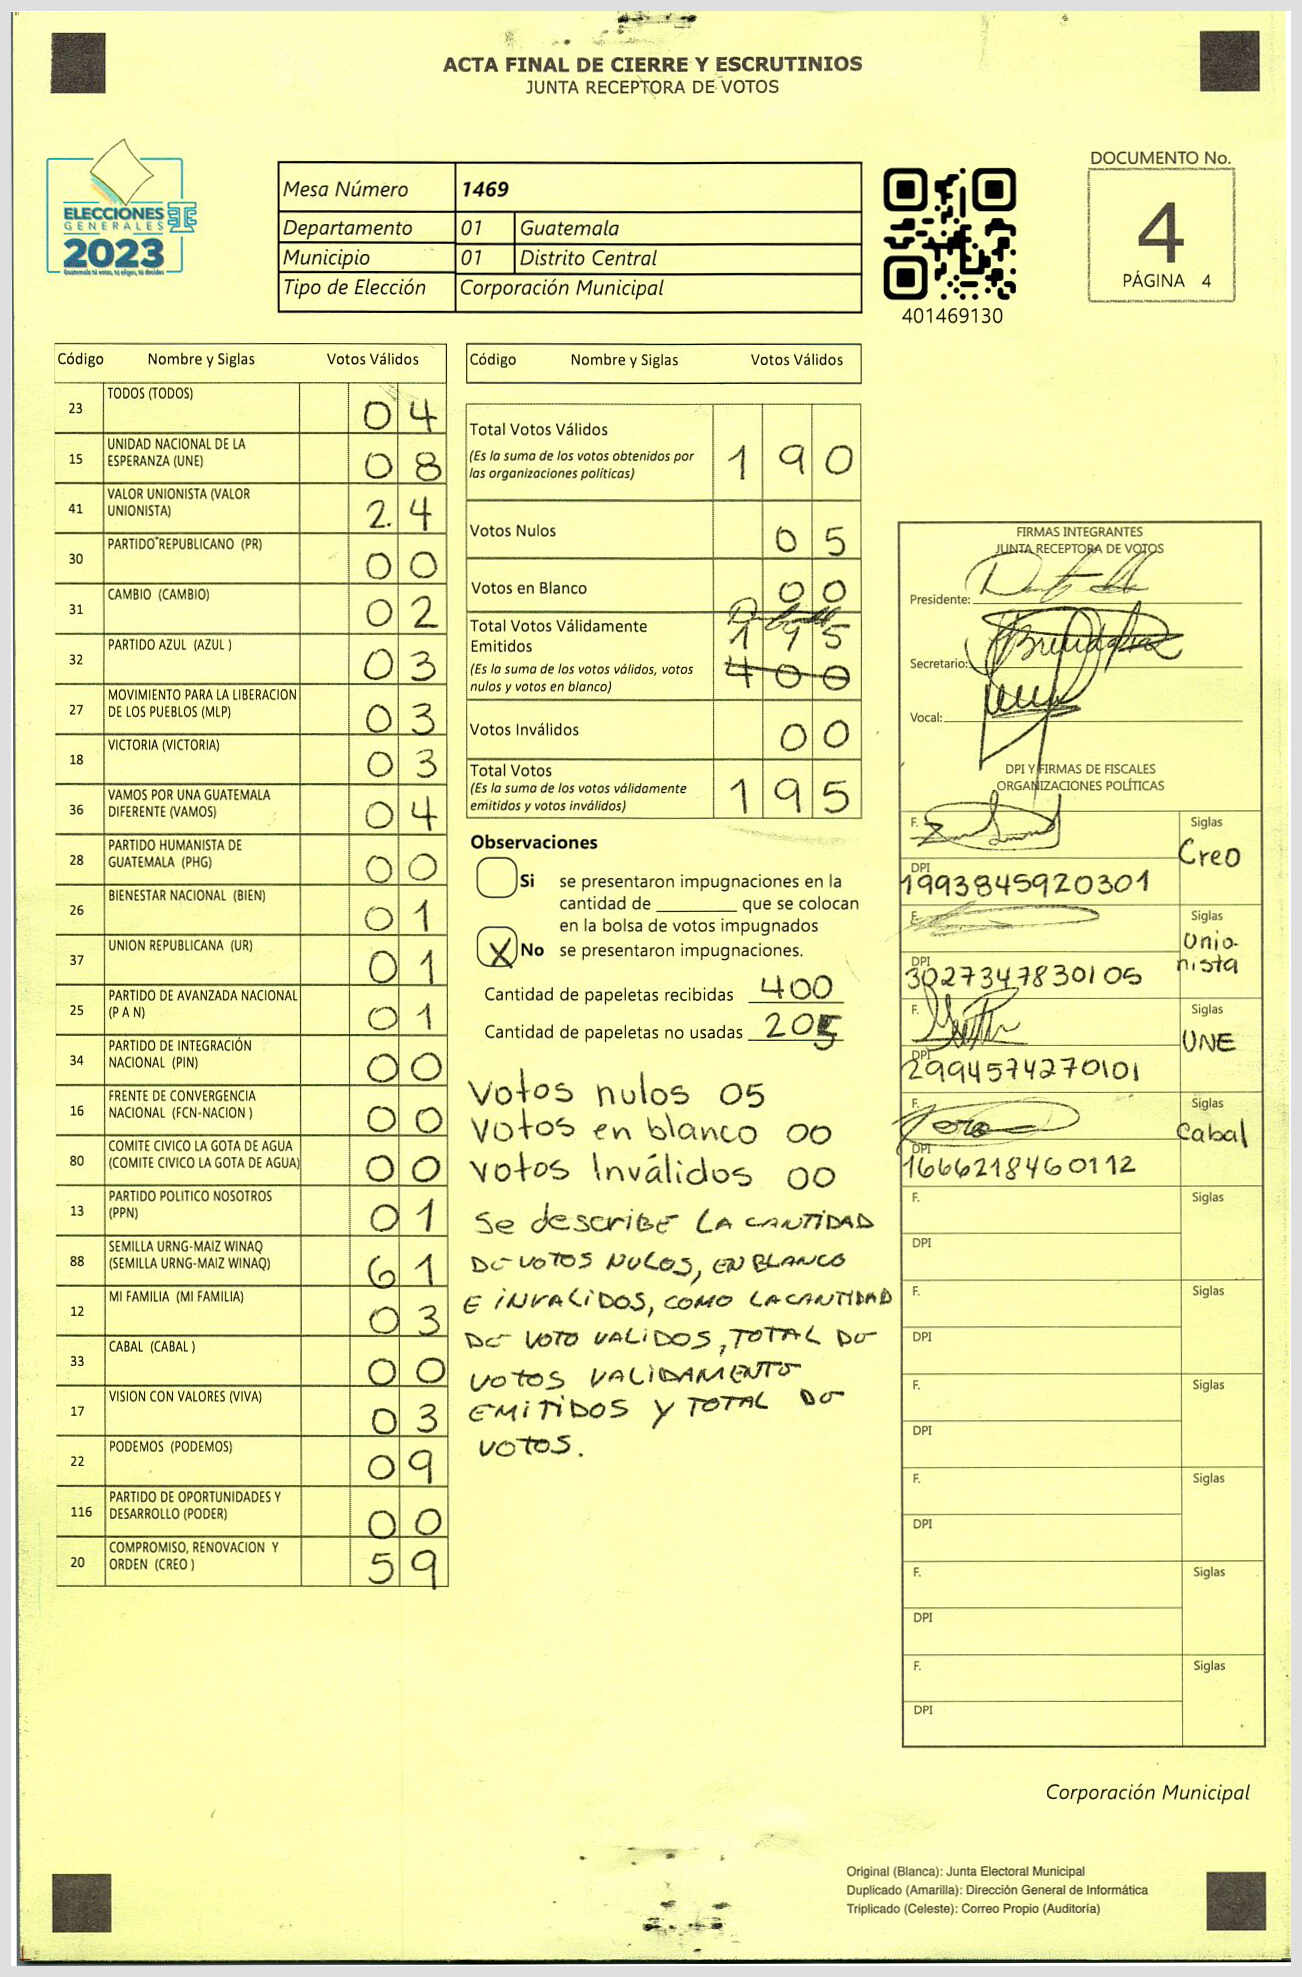 ACTA FINAL DE CIERRE Y ESCRUTINIOS
JUNTA RECEPTORA DE VOTOS
ELECCIONES
GENERALES
2023
Mesa Número 1469
Departamento 01 Guatemala
Municipio 01 Distrito Central
Tipo de Elección Corporación Municipal
401469130
DOCUMENTO No.
4
PÁGINA 4
Código Nombre y Siglas Votos Válidos
23 TODOS (TODOS) 04
15 UNIDAD NACIONAL DE LA
ESPERANZA (UNE) 08
41 VALOR UNIONISTA (VALOR
UNIONISTA) 2.4
30 PARTIDO REPUBLICANO (PR) 00
31 CAMBIO (CAMBIO) 02
32 PARTIDO AZUL (AZUL ) 03
27 MOVIMIENTO PARA LA LIBERACION
DE LOS PUEBLOS (MLP) 03
18 VICTORIA (VICTORIA) 03
36 VAMOS POR UNA GUATEMALA
DIFERENTE (VAMOS) 04
28 PARTIDO HUMANISTA DE
GUATEMALA (PHG) 00
26 BIENESTAR NACIONAL (BIEN) 01
37 UNION REPUBLICANA (UR) 01
25 PARTIDO DE AVANZADA NACIONAL
(P A N) 01
34 PARTIDO DE INTEGRACIÓN
NACIONAL (PIN) 00
16 FRENTE DE CONVERGENCIA
NACIONAL (FCN-NACION ) 00
80 COMITE CIVICO LA GOTA DE AGUA
(COMITE CIVICO LA GOTA DE AGUA) 00
13 PARTIDO POLITICO NOSOTROS
(PPN) 01
88 SEMILLA URNG-MAIZ WINAQ
(SEMILLA URNG-MAIZ WINAQ) 61
12 MI FAMILIA (MI FAMILIA) 03
33 CABAL (CABAL ) 00
17 VISION CON VALORES (VIVA) 03
22 PODEMOS (PODEMOS) 09
116 PARTIDO DE OPORTUNIDADES Y
DESARROLLO (PODER) 00
20 COMPROMISO, RENOVACION Y
ORDEN (CREO ) 59
Código Nombre y Siglas Votos Válidos
Total Votos Válidos
(Es la suma de los votos obtenidos por
las organizaciones políticas) 190
Votos Nulos 05
Votos en Blanco 00
Total Votos Válidamente
Emitidos 195
(Es la suma de los votos válidos, votos
nulos y votos en blanco) 400
Votos Inválidos 00
Total Votos
(Es la suma de los votos válidamente
emitidos y votos inválidos) 195
Observaciones
Si se presentaron impugnaciones en la
cantidad de ________ que se colocan
en la bolsa de votos impugnados
X No se presentaron impugnaciones.
Cantidad de papeletas recibidas 400
Cantidad de papeletas no usadas 205
Votos nulos 05
Votos en blanco 00
Votos Inválidos 00
Se describe LA CANTIDAD
DE VOTOS NULOS, EN BLANCO
E INVALIDOS, COMO LA CANTIDAD
DE VOTO VALIDOS, TOTAL DE
VOTOS VALIDAMENTE
EMITIDOS Y TOTAL DE
VOTOS.
FIRMAS INTEGRANTES
JUNTA RECEPTORA DE VOTOS
Presidente:
Secretario:
Vocal:
DPI Y FIRMAS DE FISCALES
ORGANIZACIONES POLÍTICAS
F. Siglas
Creo
DPI
1993845920301
F. Siglas
Unio-
nista
DPI
3027347830105
F. Siglas
UNE
DPI
2994574270101
F. Siglas
Cabal
DPI
1666218460112
F. Siglas
DPI
F. Siglas
DPI
F. Siglas
DPI
F. Siglas
DPI
F. Siglas
DPI
F. Siglas
DPI
Corporación Municipal
Original (Blanca): Junta Electoral Municipal
Duplicado (Amarilla): Dirección General de Informática
Triplicado (Celeste): Correo Propio (Auditoría)